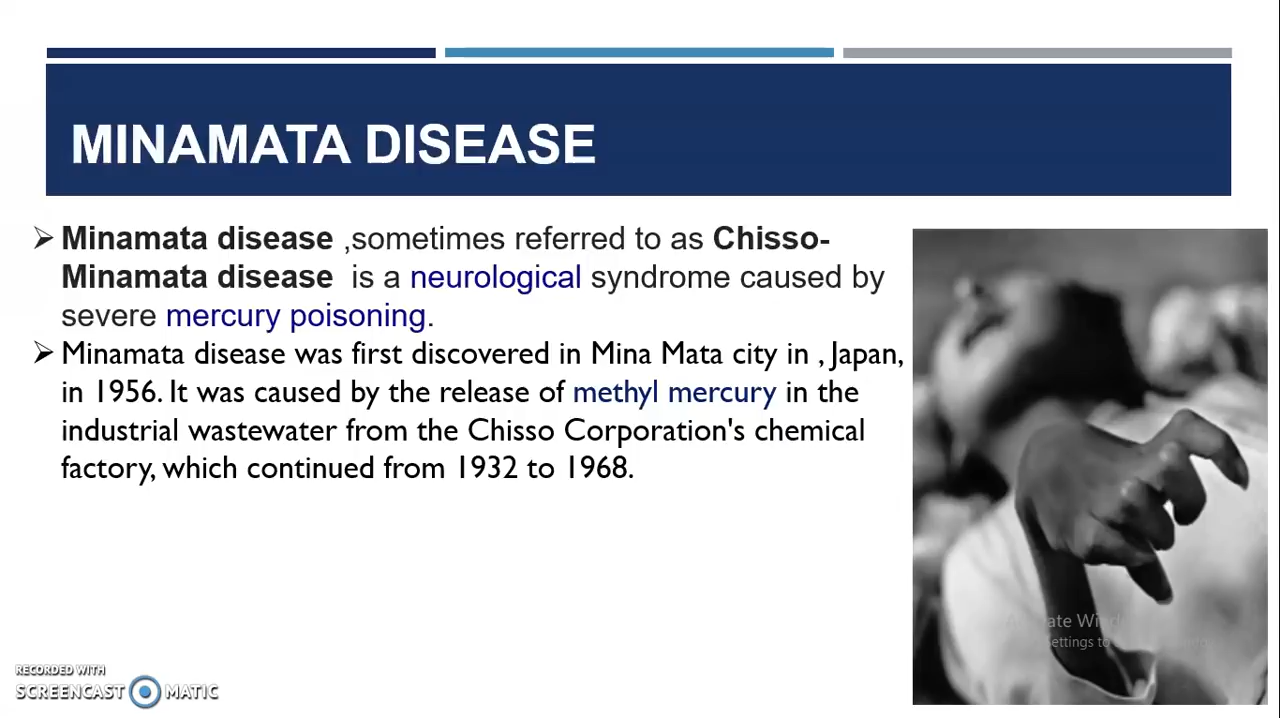 MINAMATA DISEASE
Minamata disease ,sometimes referred to as Chisso-
Minamata disease is a neurological syndrome caused by
severe mercury poisoning.
Minamata disease was first discovered in Mina Mata city in , Japan,
in 1956. It was caused by the release of methyl mercury in the
industrial wastewater from the Chisso Corporation's chemical
factory, which continued from 1932 to 1968.
RECORDED WITH
SCREENCAST MATIC